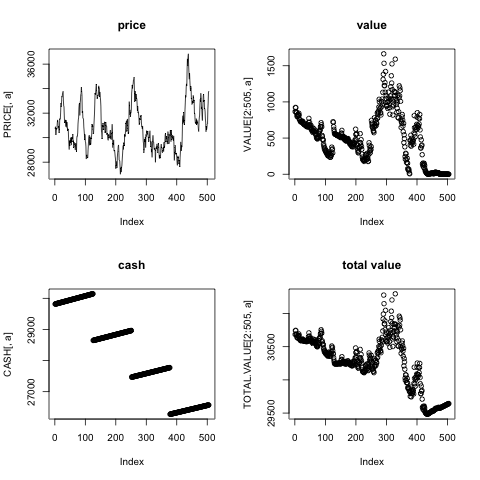 price
value
PRICE[, a]
28000
32000
36000
0 100 200 300 400 500
Index
VALUE[2:505, a]
0
500
1000
1500
0 100 200 300 400 500
Index
cash
total value
CASH[, a]
27000
29000
0 100 200 300 400 500
Index
TOTAL.VALUE[2:505, a]
29500
30500
0 100 200 300 400 500
Index